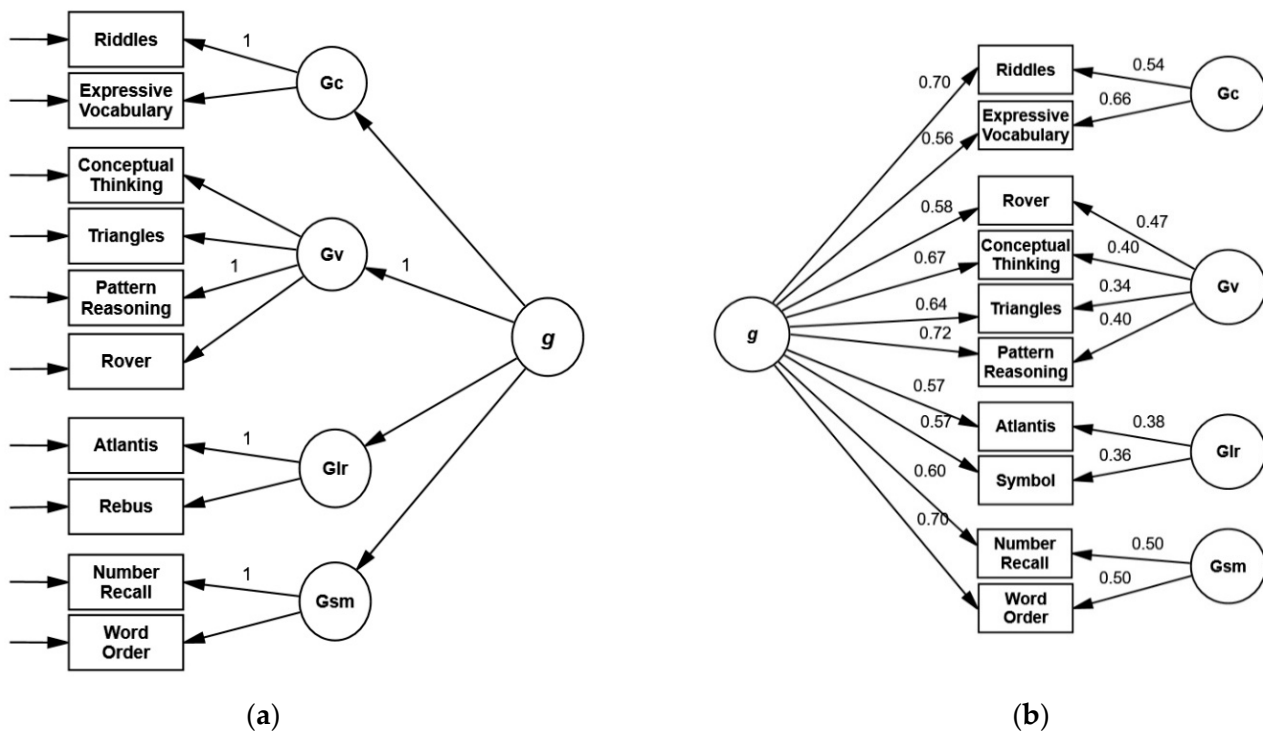 Riddles
1
Expressive
Vocabulary
Gc
Conceptual
Thinking
Triangles
1
Pattern
Reasoning
Rover
Gv
1
g
Atlantis
1
Rebus
Glr
Number
Recall
1
Word
Order
Gsm
(a)
Riddles
0.54
0.70
Expressive
Vocabulary
0.66
0.56
Gc
Rover
0.58
0.47
Conceptual
Thinking
0.67
0.40
Triangles
0.64
0.34
Pattern
Reasoning
0.72
0.40
Gv
g
Atlantis
0.57
0.38
Symbol
0.57
0.36
Glr
Number
Recall
0.60
0.50
Word
Order
0.70
0.50
Gsm
(b)